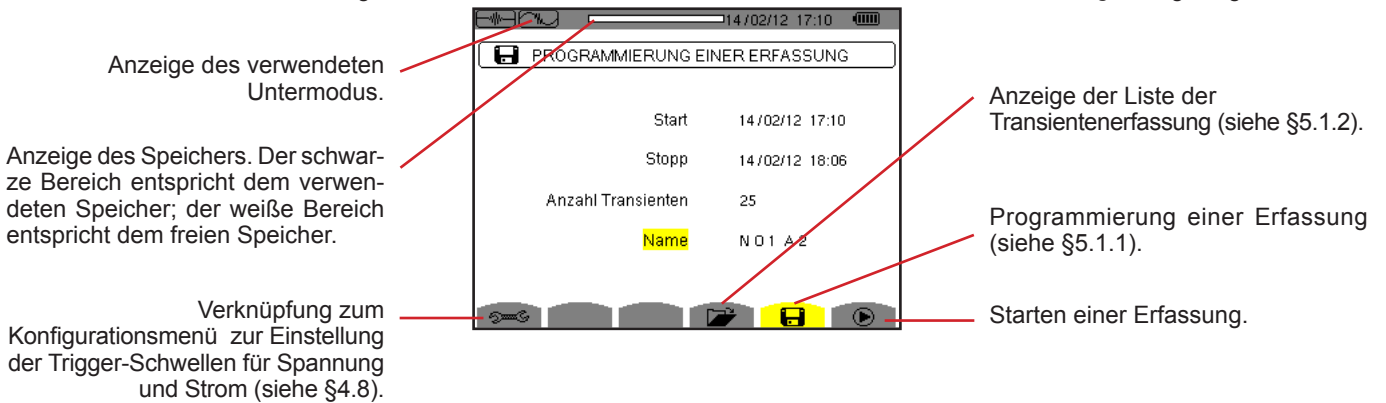 14/02/12 17:10
PROGRAMMIERUNG EINER ERFASSUNG
Anzeige des verwendeten
Untermodus.
Anzeige des Speichers. Der schwar-
ze Bereich entspricht dem verwen-
deten Speicher; der weiße Bereich
entspricht dem freien Speicher.
Verknüpfung zum
Konfigurationsmenü zur Einstellung
der Trigger-Schwellen für Spannung
und Strom (siehe §4.8).
Start 14/02/12 17:10
Stopp 14/02/12 18:06
Anzahl Transienten 25
Name N O 1 A 2
Anzeige der Liste der
Transientenerfassung (siehe §5.1.2).
Programmierung einer Erfassung
(siehe §5.1.1).
Starten einer Erfassung.